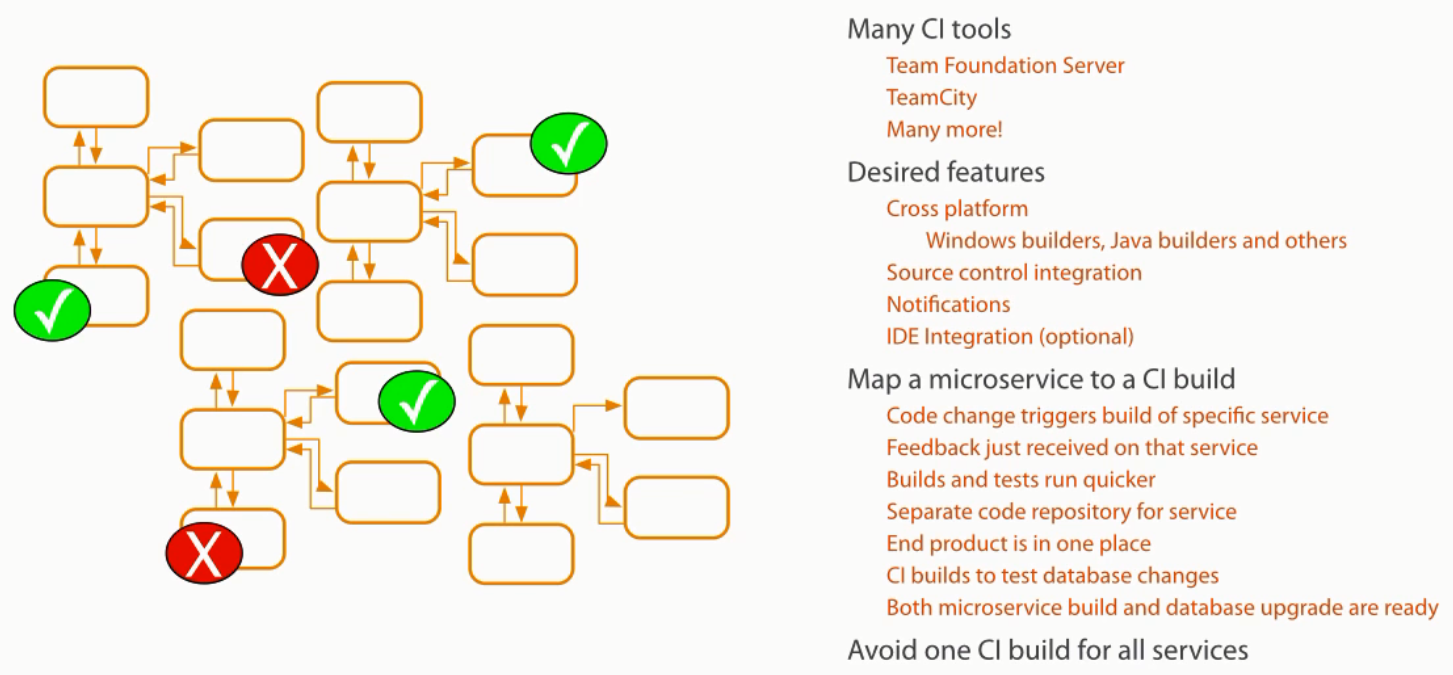 Many CI tools
Team Foundation Server
TeamCity
Many more!
Desired features
Cross platform
Windows builders, Java builders and others
Source control integration
Notifications
IDE Integration (optional)
Map a microservice to a CI build
Code change triggers build of specific service
Feedback just received on that service
Builds and tests run quicker
Separate code repository for service
End product is in one place
CI builds to test database changes
Both microservice build and database upgrade are ready
Avoid one CI build for all services
X
X